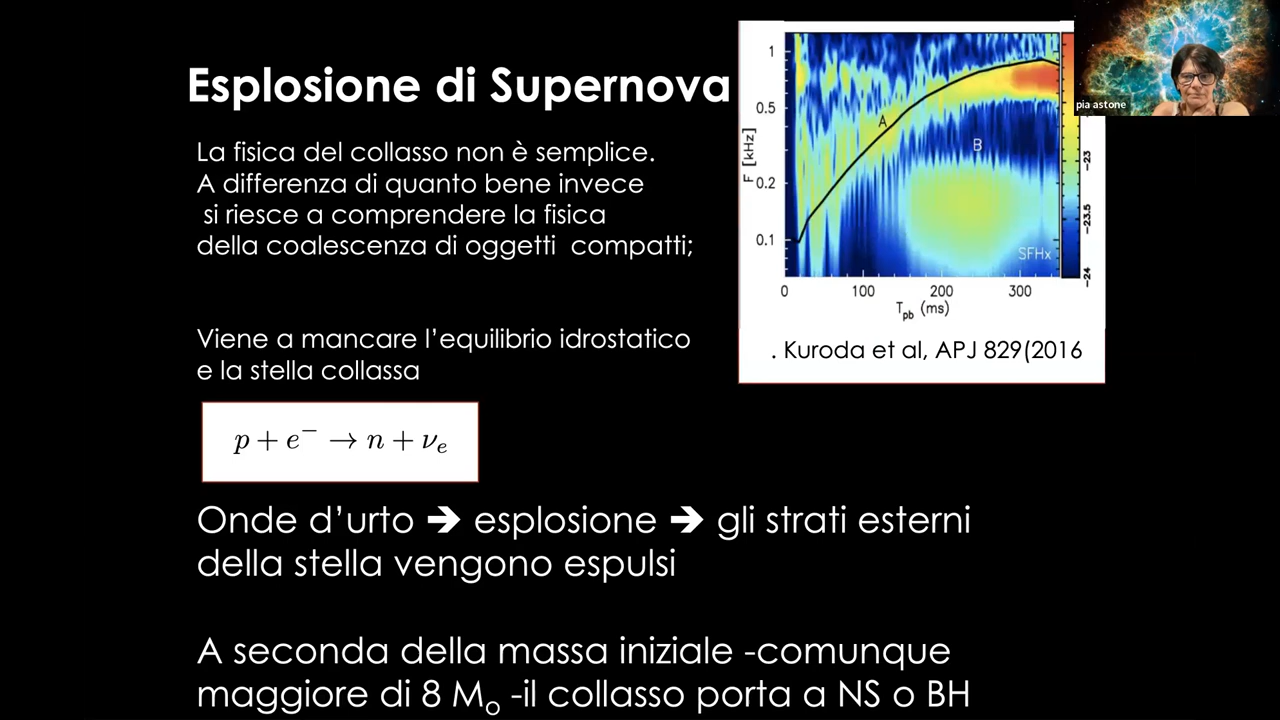 Esplosione di Supernova
La fisica del collasso non è semplice.
A differenza di quanto bene invece
si riesce a comprendere la fisica
della coalescenza di oggetti compatti;
Viene a mancare l'equilibrio idrostatico
e la stella collassa
p + e⁻ → n + νₑ
Onde d'urto ➔ esplosione ➔ gli strati esterni
della stella vengono espulsi
A seconda della massa iniziale -comunque
maggiore di 8 Mₒ -il collasso porta a NS o BH
F [kHz]
1
0.5
0.2
0.1
A
B
SFHx
0 100 200 300
T_pb (ms)
-23
-23.5
-24
. Kuroda et al, APJ 829(2016
pia astone